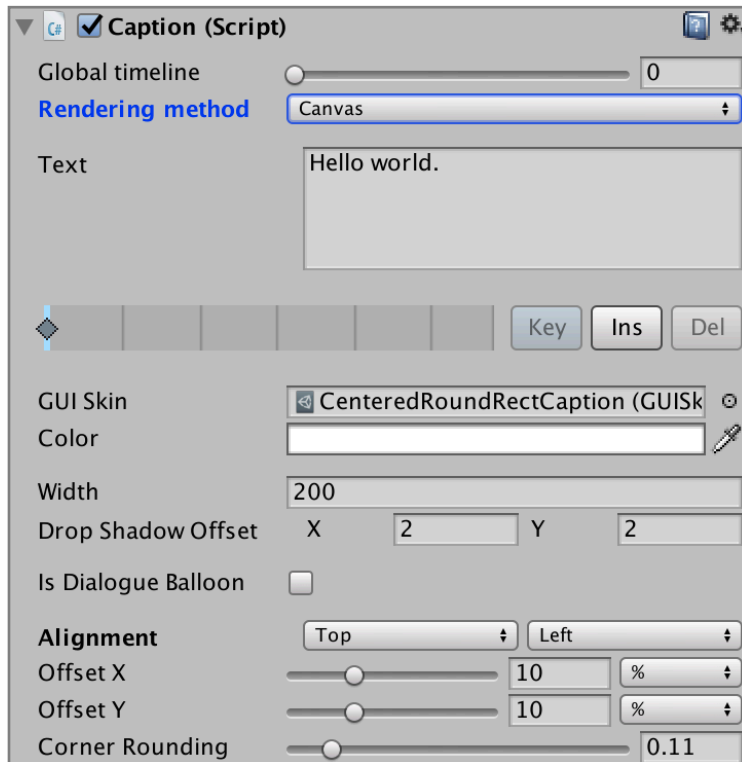 Caption (Script)
Global timeline 0
Rendering method Canvas
Text Hello world.
Key Ins Del
GUI Skin CenteredRoundRectCaption (GUISk
Color
Width 200
Drop Shadow Offset X 2 Y 2
Is Dialogue Balloon
Alignment Top Left
Offset X 10 %
Offset Y 10 %
Corner Rounding 0.11